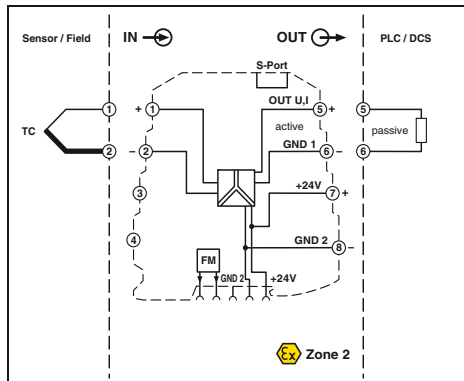 Sensor / Field IN OUT PLC / DCS
S-Port
OUT U,I
1 + 1 5 + 5
TC active passive
GND 1
2 – 2 6 – 6
+24V
3 7 +
GND 2
4 8 –
FM
GND 2 +24V
Ex Zone 2